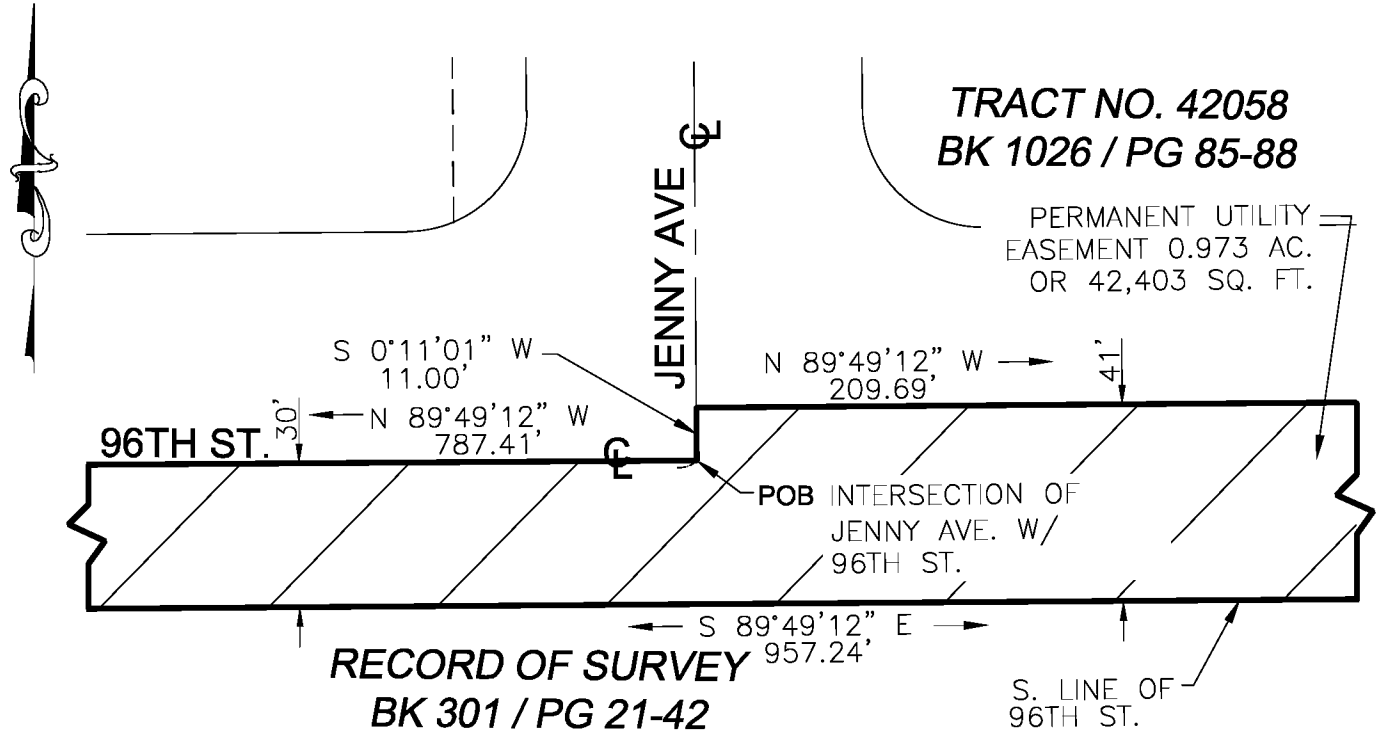 TRACT NO. 42058
BK 1026 / PG 85-88
PERMANENT UTILITY
EASEMENT 0.973 AC.
OR 42,403 SQ. FT.
JENNY AVE
CL
S 0°11'01" W
11.00'
N 89°49'12" W
209.69'
41'
N 89°49'12" W
787.41'
30'
96TH ST.
CL
POB INTERSECTION OF
JENNY AVE. W/
96TH ST.
S 89°49'12" E
957.24'
RECORD OF SURVEY
BK 301 / PG 21-42
S. LINE OF
96TH ST.